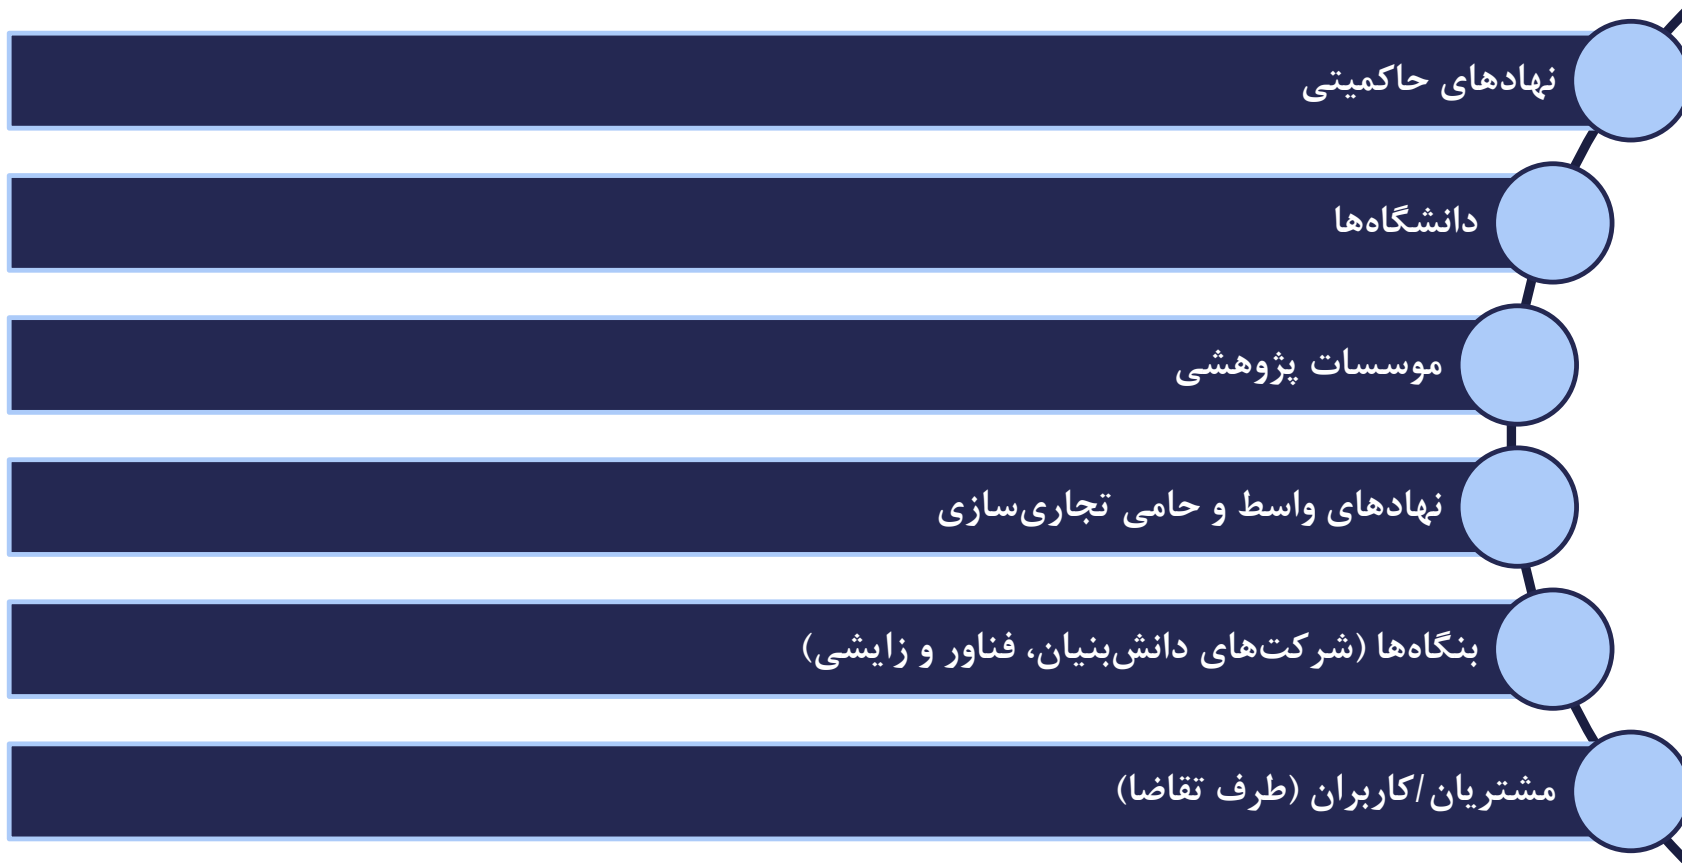 نهادهای حاکمیتی
دانشگاه‌ها
موسسات پژوهشی
نهادهای واسط و حامی تجاری‌سازی
بنگاه‌ها (شرکت‌های دانش‌بنیان، فناور و زایشی)
مشتریان/کاربران (طرف تقاضا)